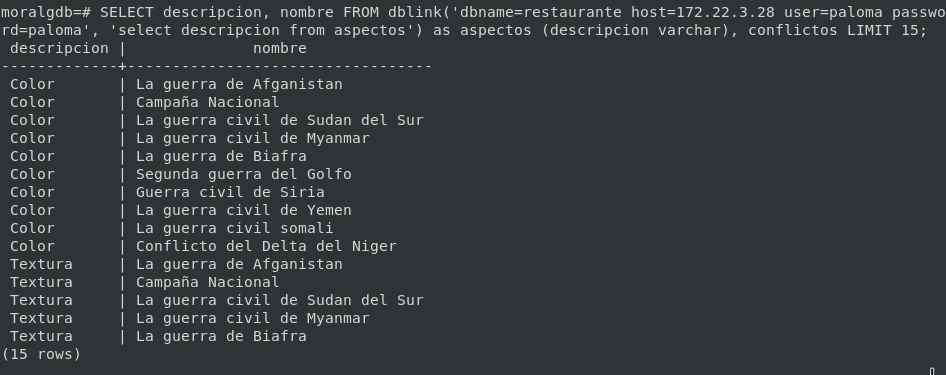 moralgdb=# SELECT descripcion, nombre FROM dblink('dbname=restaurante host=172.22.3.28 user=paloma passwo
rd=paloma', 'select descripcion from aspectos') as aspectos (descripcion varchar), conflictos LIMIT 15;
 descripcion |              nombre
-------------+----------------------------------
 Color       | La guerra de Afganistan
 Color       | Campaña Nacional
 Color       | La guerra civil de Sudan del Sur
 Color       | La guerra civil de Myanmar
 Color       | La guerra de Biafra
 Color       | Segunda guerra del Golfo
 Color       | Guerra civil de Siria
 Color       | La guerra civil de Yemen
 Color       | La guerra civil somali
 Color       | Conflicto del Delta del Niger
 Textura     | La guerra de Afganistan
 Textura     | Campaña Nacional
 Textura     | La guerra civil de Sudan del Sur
 Textura     | La guerra civil de Myanmar
 Textura     | La guerra de Biafra
(15 rows)